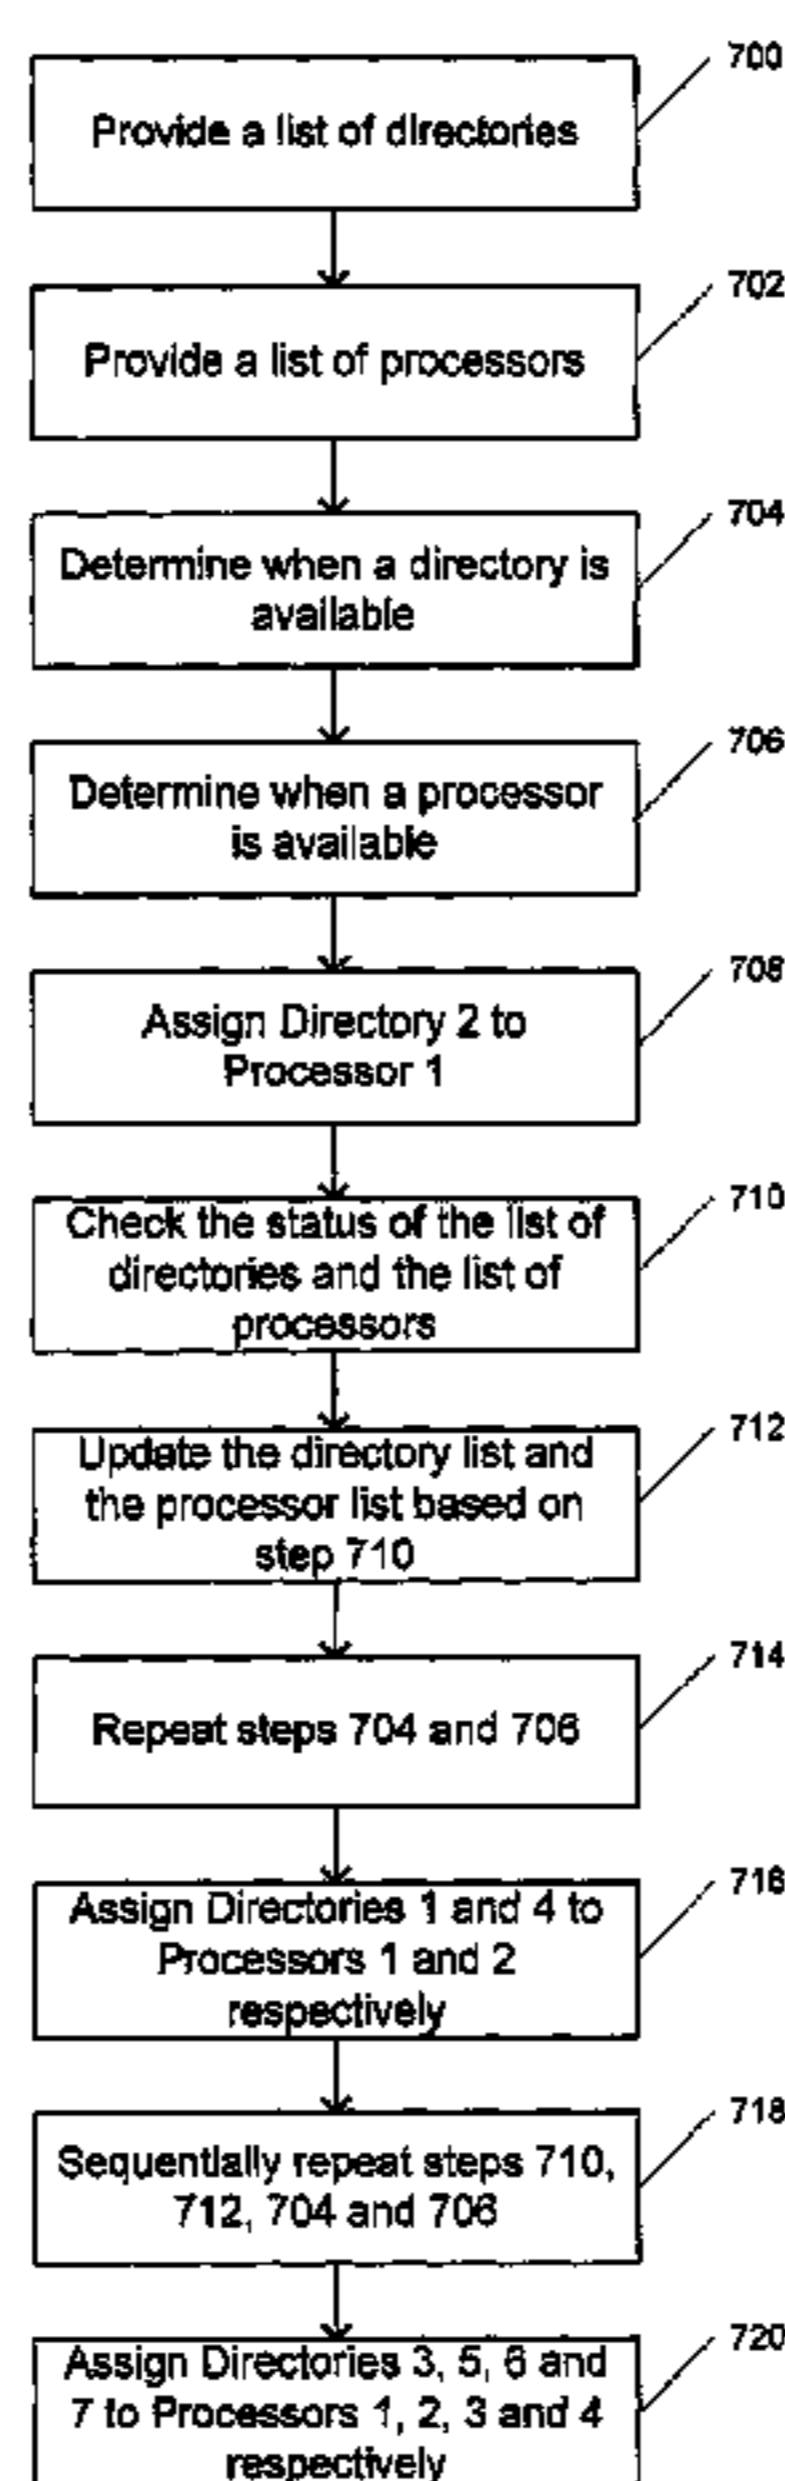 700
Provide a list of directories
702
Provide a list of processors
704
Determine when a directory is
available
706
Determine when a processor
is available
708
Assign Directory 2 to
Processor 1
710
Check the status of the list of
directories and the list of
processors
712
Update the directory list and
the processor list based on
step 710
714
Repeat steps 704 and 706
716
Assign Directories 1 and 4 to
Processors 1 and 2
respectively
718
Sequentially repeat steps 710,
712, 704 and 706
720
Assign Directories 3, 5, 6 and
7 to Processors 1, 2, 3 and 4
respectively